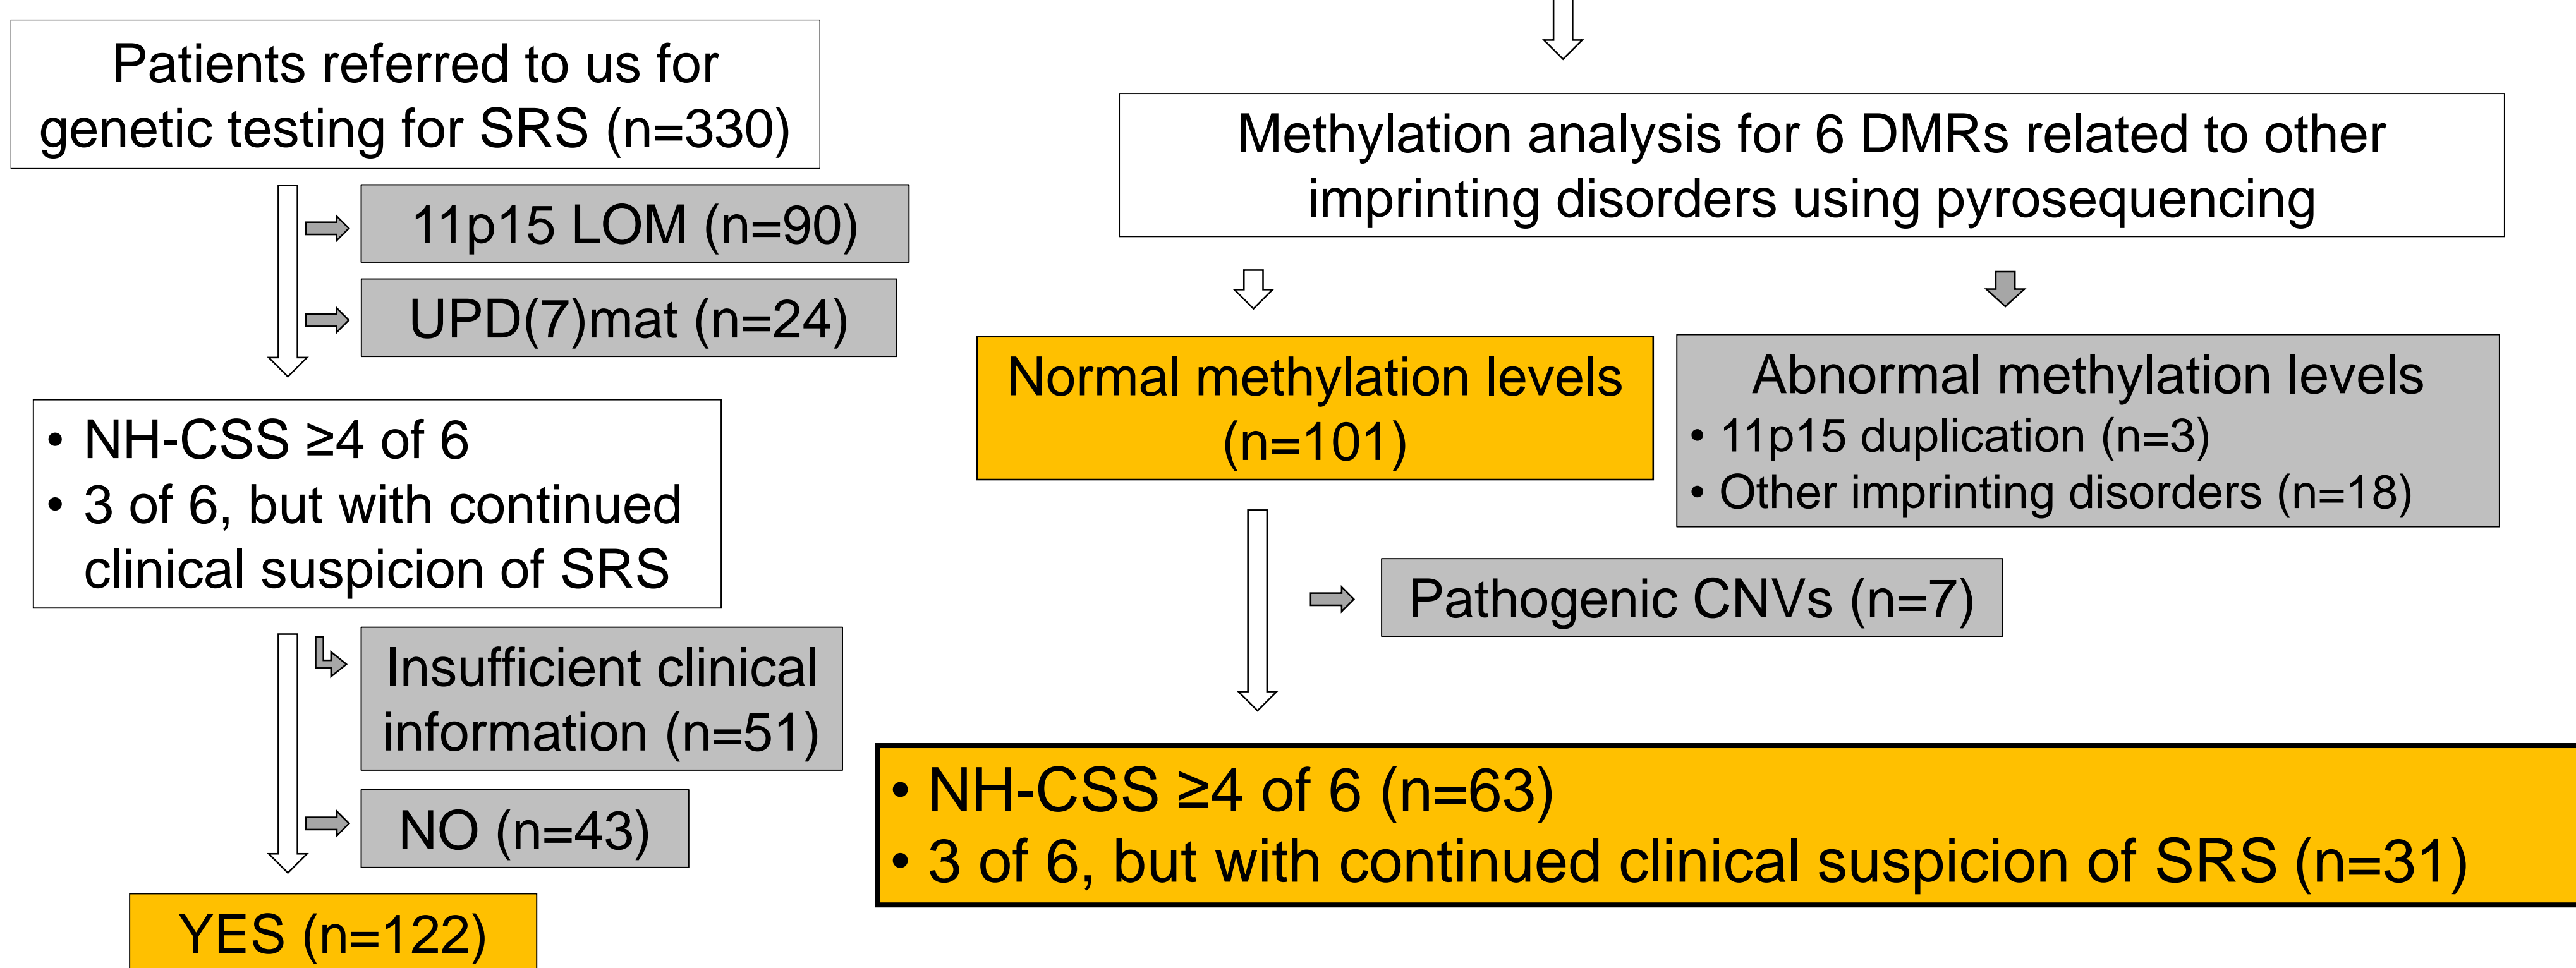 Patients referred to us for
genetic testing for SRS (n=330)
11p15 LOM (n=90)
UPD(7)mat (n=24)
• NH-CSS ≥4 of 6
• 3 of 6, but with continued
clinical suspicion of SRS
Insufficient clinical
information (n=51)
NO (n=43)
YES (n=122)
Methylation analysis for 6 DMRs related to other
imprinting disorders using pyrosequencing
Normal methylation levels
(n=101)
Abnormal methylation levels
• 11p15 duplication (n=3)
• Other imprinting disorders (n=18)
Pathogenic CNVs (n=7)
• NH-CSS ≥4 of 6 (n=63)
• 3 of 6, but with continued clinical suspicion of SRS (n=31)